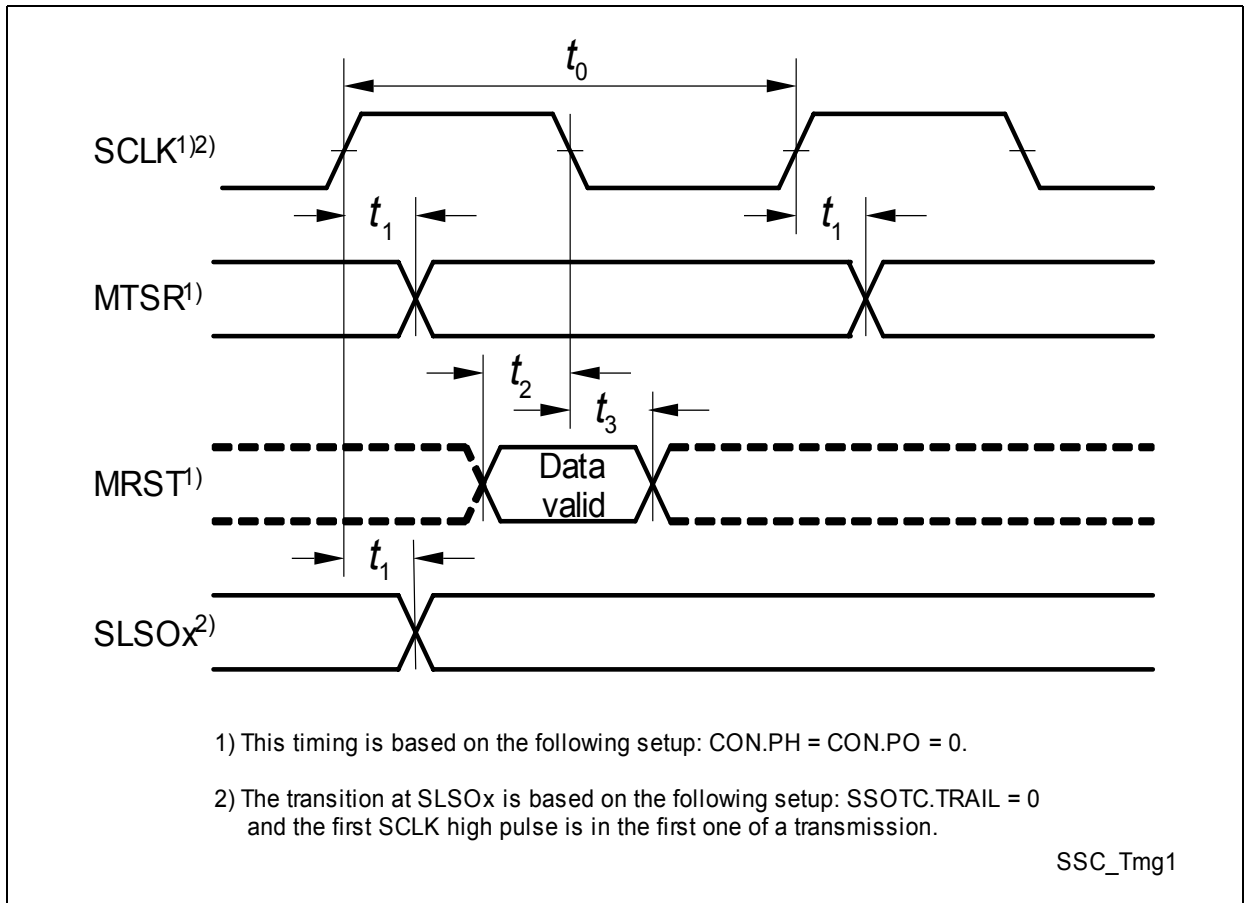 t0
SCLK1)2)
t1
t1
MTSR1)
t2
t3
MRST1)
Data
valid
t1
SLSOx2)
1) This timing is based on the following setup: CON.PH = CON.PO = 0.
2) The transition at SLSOx is based on the following setup: SSOTC.TRAIL = 0
and the first SCLK high pulse is in the first one of a transmission.
SSC_Tmg1